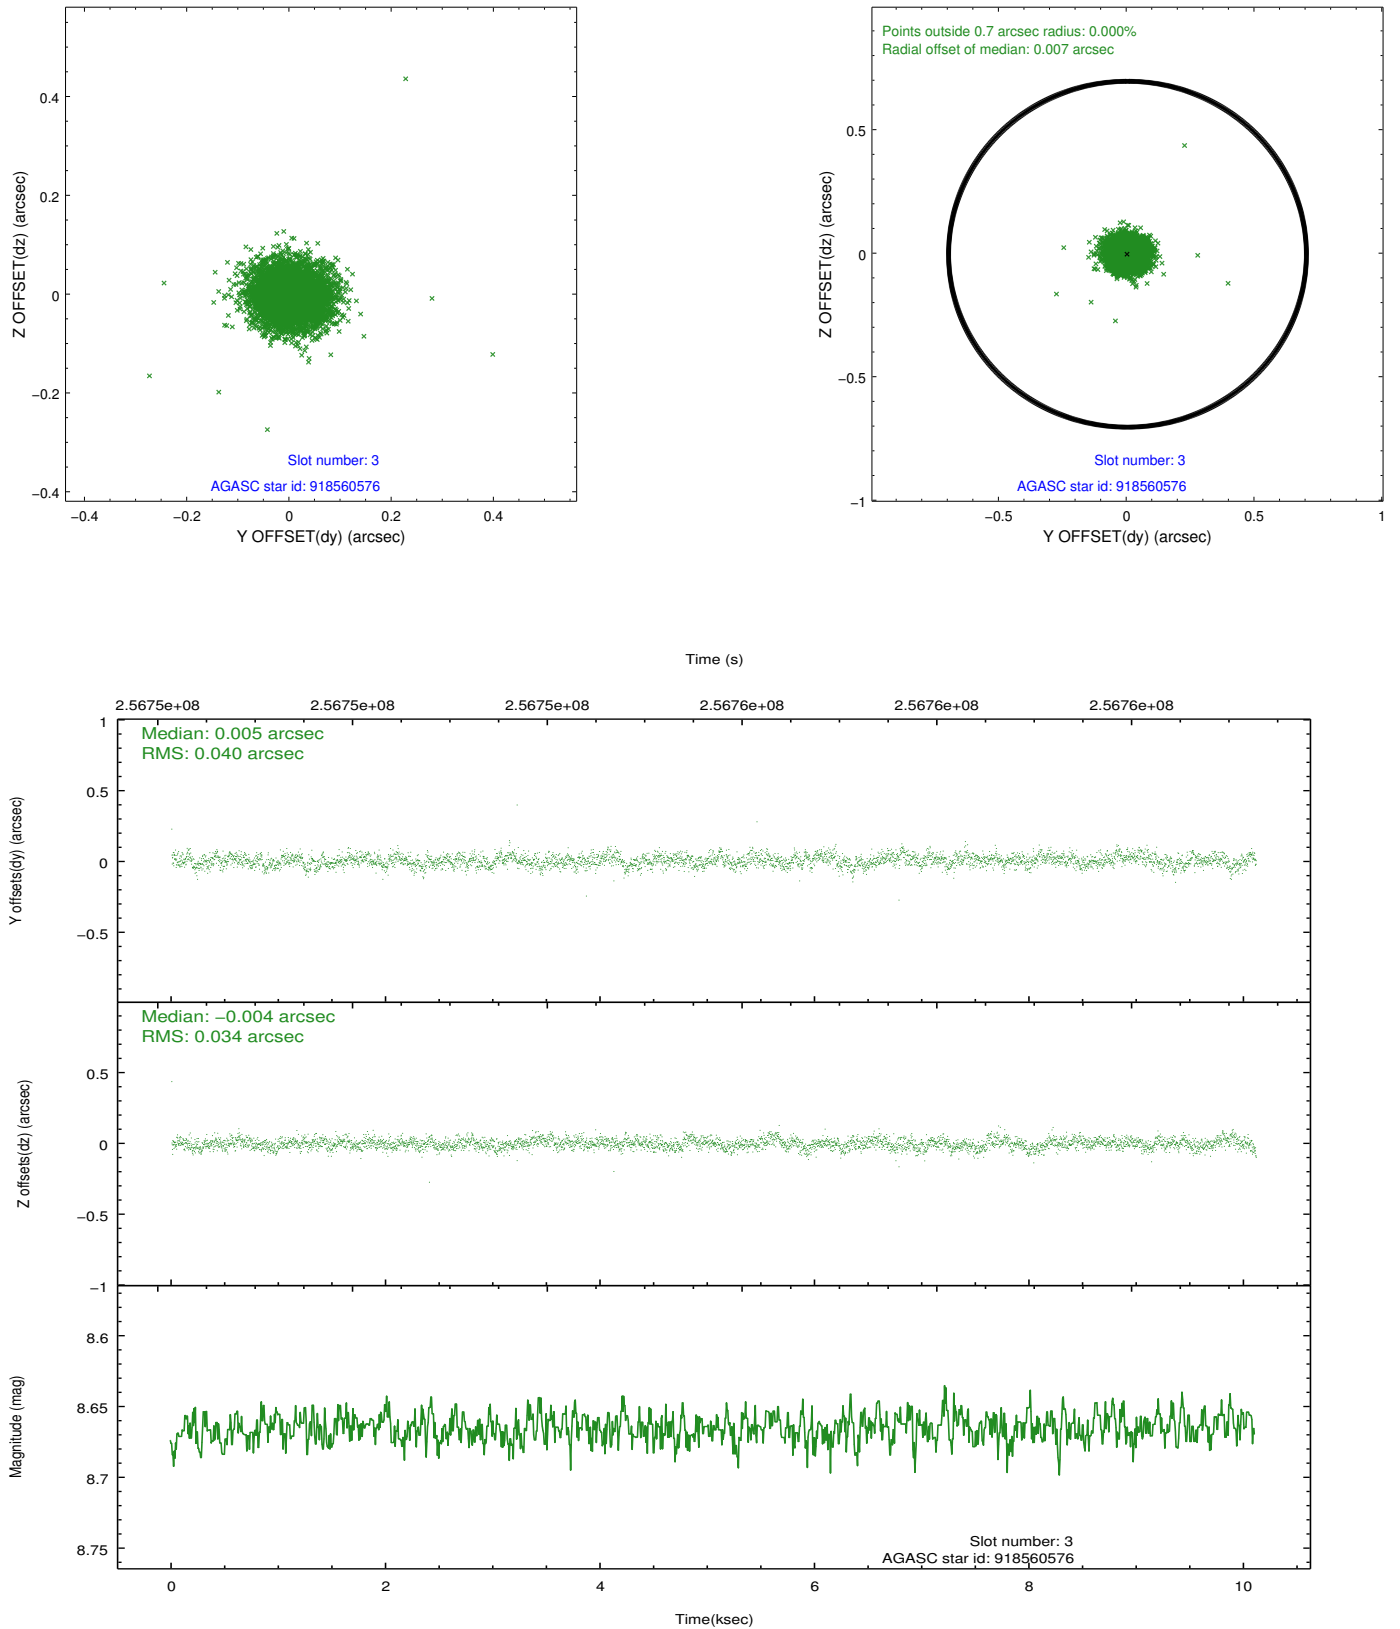 0.4
0.2
0
−0.2
−0.4
Z OFFSET(dz) (arcsec)
Slot number: 3
AGASC star id: 918560576
−0.4
−0.2
0
0.2
0.4
Y OFFSET(dy) (arcsec)
Points outside 0.7 arcsec radius: 0.000%
Radial offset of median: 0.007 arcsec
0.5
0
−0.5
−1
Z OFFSET(dz) (arcsec)
Slot number: 3
AGASC star id: 918560576
−0.5
0
0.5
1
Y OFFSET(dy) (arcsec)
Time (s)
2.5675e+08
2.5675e+08
2.5675e+08
2.5676e+08
2.5676e+08
2.5676e+08
Median: 0.005 arcsec
RMS: 0.040 arcsec
1
0.5
0
−0.5
Y offsets(dy) (arcsec)
Median: −0.004 arcsec
RMS: 0.034 arcsec
0.5
0
−0.5
−1
Z offsets(dz) (arcsec)
8.6
8.65
8.7
8.75
Magnitude (mag)
Slot number: 3
AGASC star id: 918560576
0
2
4
6
8
10
Time(ksec)